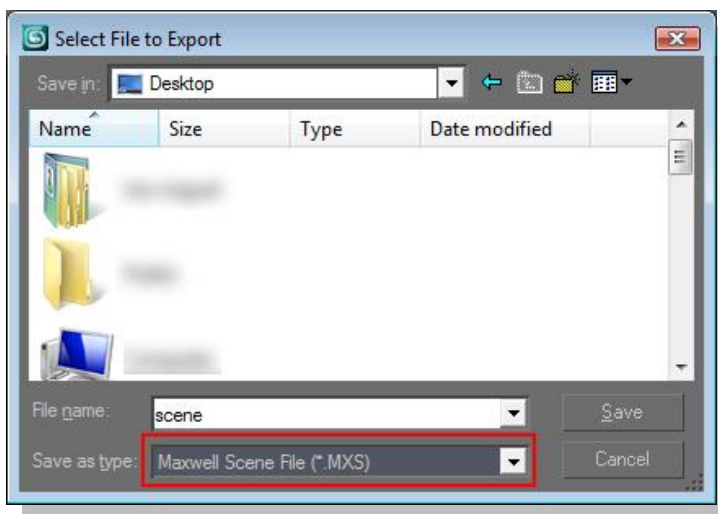 Select File to Export
Save in: Desktop
Name Size Type Date modified
File name: scene Save
Save as type: Maxwell Scene File (*.MXS) Cancel